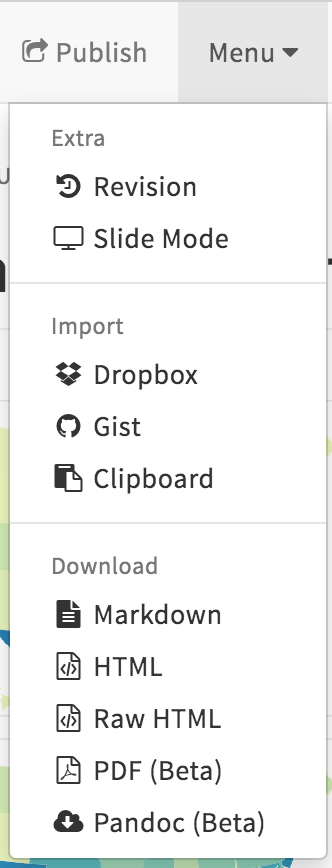 Publish Menu
Extra
Revision
Slide Mode
Import
Dropbox
Gist
Clipboard
Download
Markdown
HTML
Raw HTML
PDF (Beta)
Pandoc (Beta)